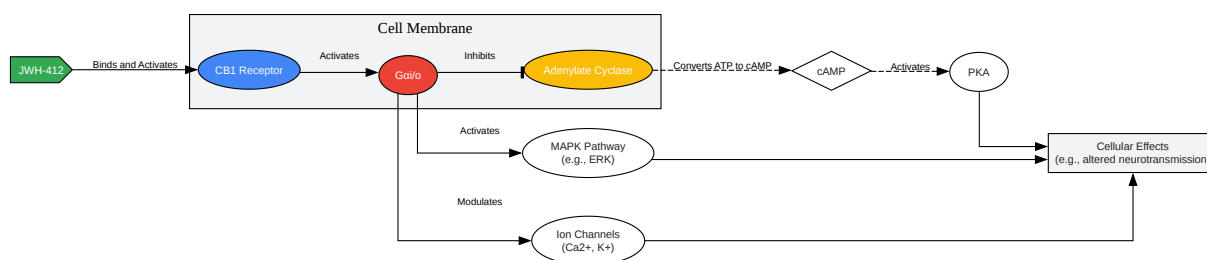 Cell Membrane
JWH-412
Binds and Activates
CB1 Receptor
Activates
Gαi/o
Inhibits
Adenylate Cyclase
Converts ATP to cAMP
cAMP
Activates
PKA
Activates
MAPK Pathway
(e.g., ERK)
Cellular Effects
(e.g., altered neurotransmission
Modulates
Ion Channels
(Ca2+, K+)